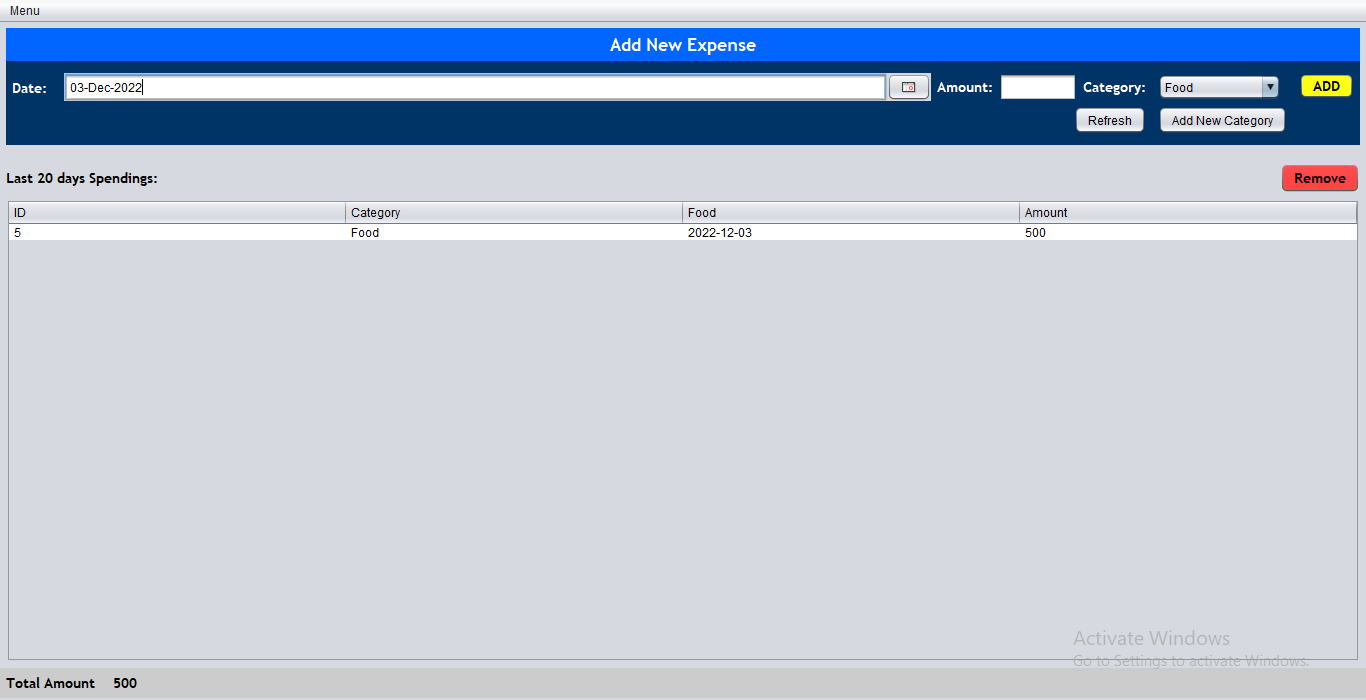 Menu
Add New Expense
Date: 03-Dec-2022 Amount: Category: Food ADD
Refresh Add New Category
Last 20 days Spendings: Remove
ID Category Food Amount
5 Food 2022-12-03 500
Activate Windows
Go to Settings to activate Windows.
Total Amount 500